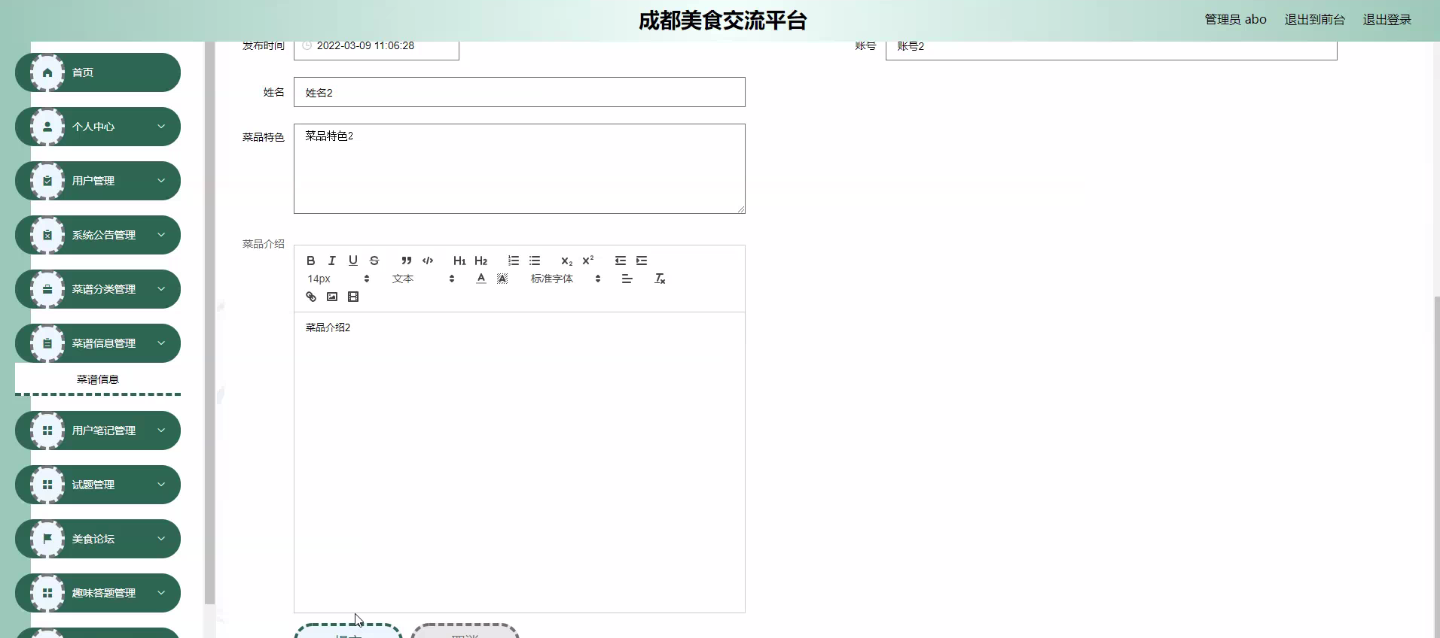 成都美食交流平台
管理员 abo 退出到前台 退出登录
首页
个人中心
用户管理
系统公告管理
菜谱分类管理
菜谱信息管理
菜谱信息
用户笔记管理
试题管理
美食论坛
趣味答题管理
发布时间 2022-03-09 11:06:28 账号 账号2
姓名 姓名2
菜品特色 菜品特色2
菜品介绍
B I U S H1 H2 X2 X2
14px 文本 A A 标准字体 Tx
菜品介绍2